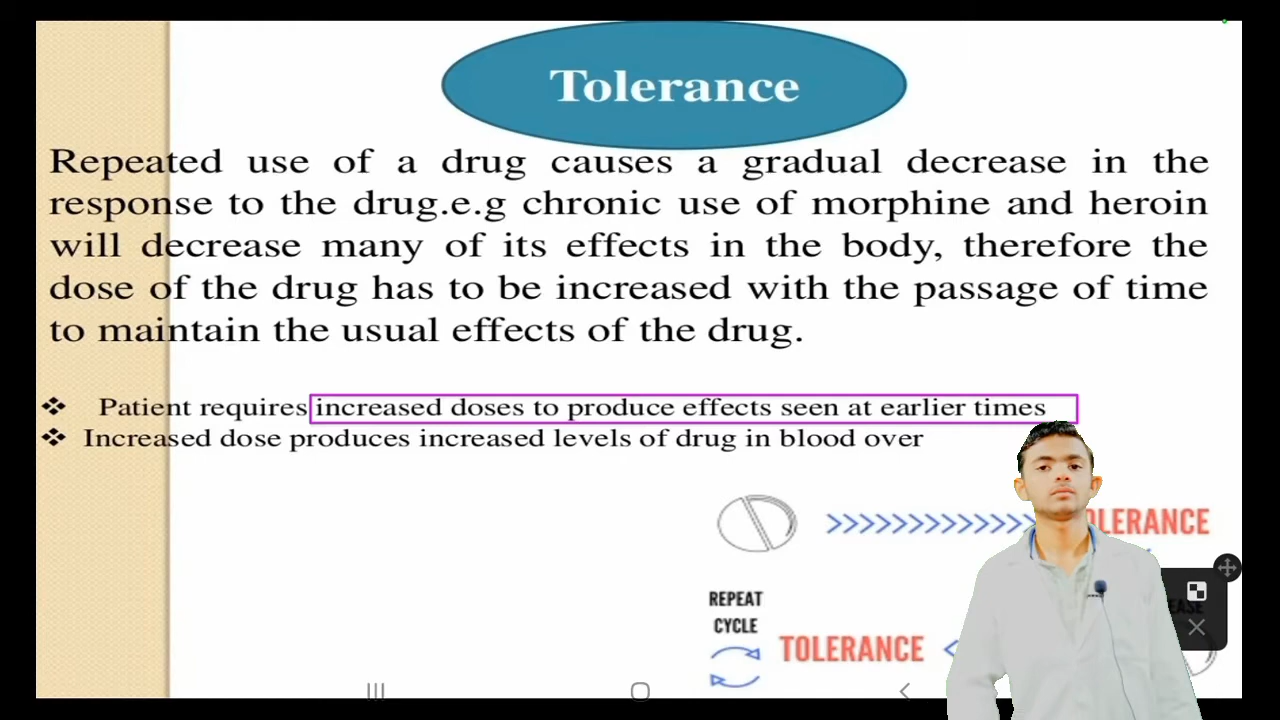 Tolerance
Repeated use of a drug causes a gradual decrease in the
response to the drug.e.g chronic use of morphine and heroin
will decrease many of its effects in the body, therefore the
dose of the drug has to be increased with the passage of time
to maintain the usual effects of the drug.
❖ Patient requires increased doses to produce effects seen at earlier times
❖ Increased dose produces increased levels of drug in blood over
REPEAT
CYCLE
TOLERANCE